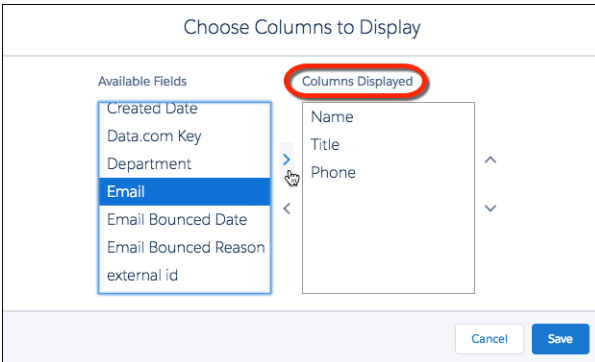 Choose Columns to Display
Available Fields
Columns Displayed
Created Date
Data.com Key
Department
Email
Email Bounced Date
Email Bounced Reason
external id
Name
Title
Phone
Cancel
Save